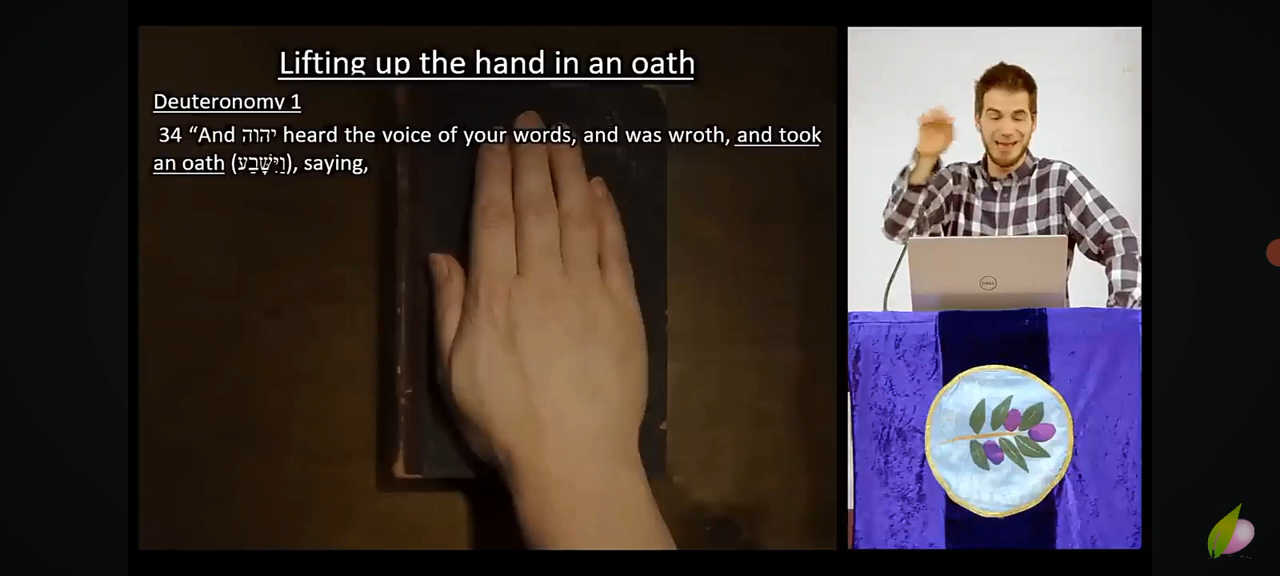 Lifting up the hand in an oath
Deuteronomy 1
34 “And יהוה heard the voice of your words, and was wroth, and took
an oath (וַיִּשָּׁבַע), saying,
DELL